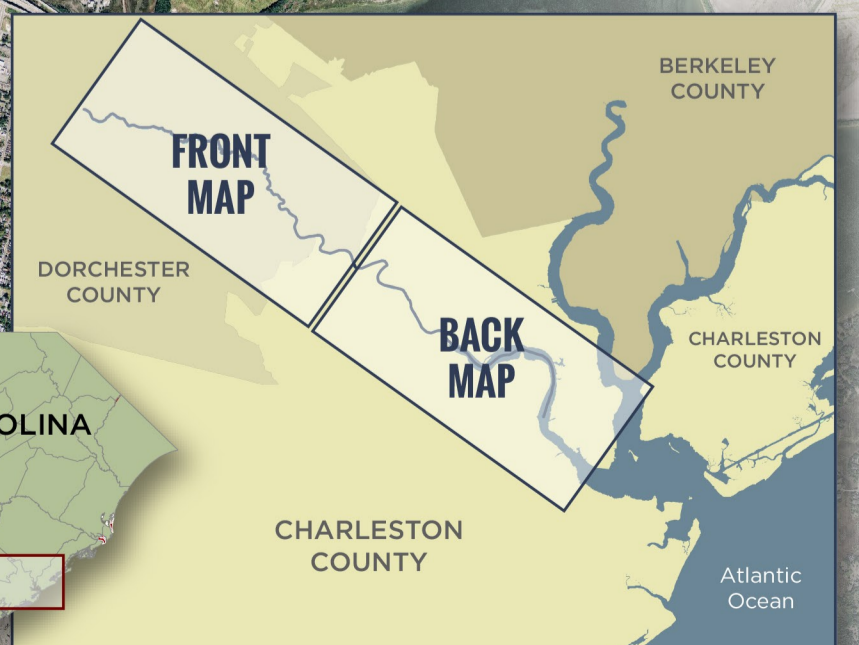 BERKELEY
COUNTY
FRONT
MAP
DORCHESTER
COUNTY
BACK
MAP
CHARLESTON
COUNTY
OLINA
CHARLESTON
COUNTY
Atlantic
Ocean